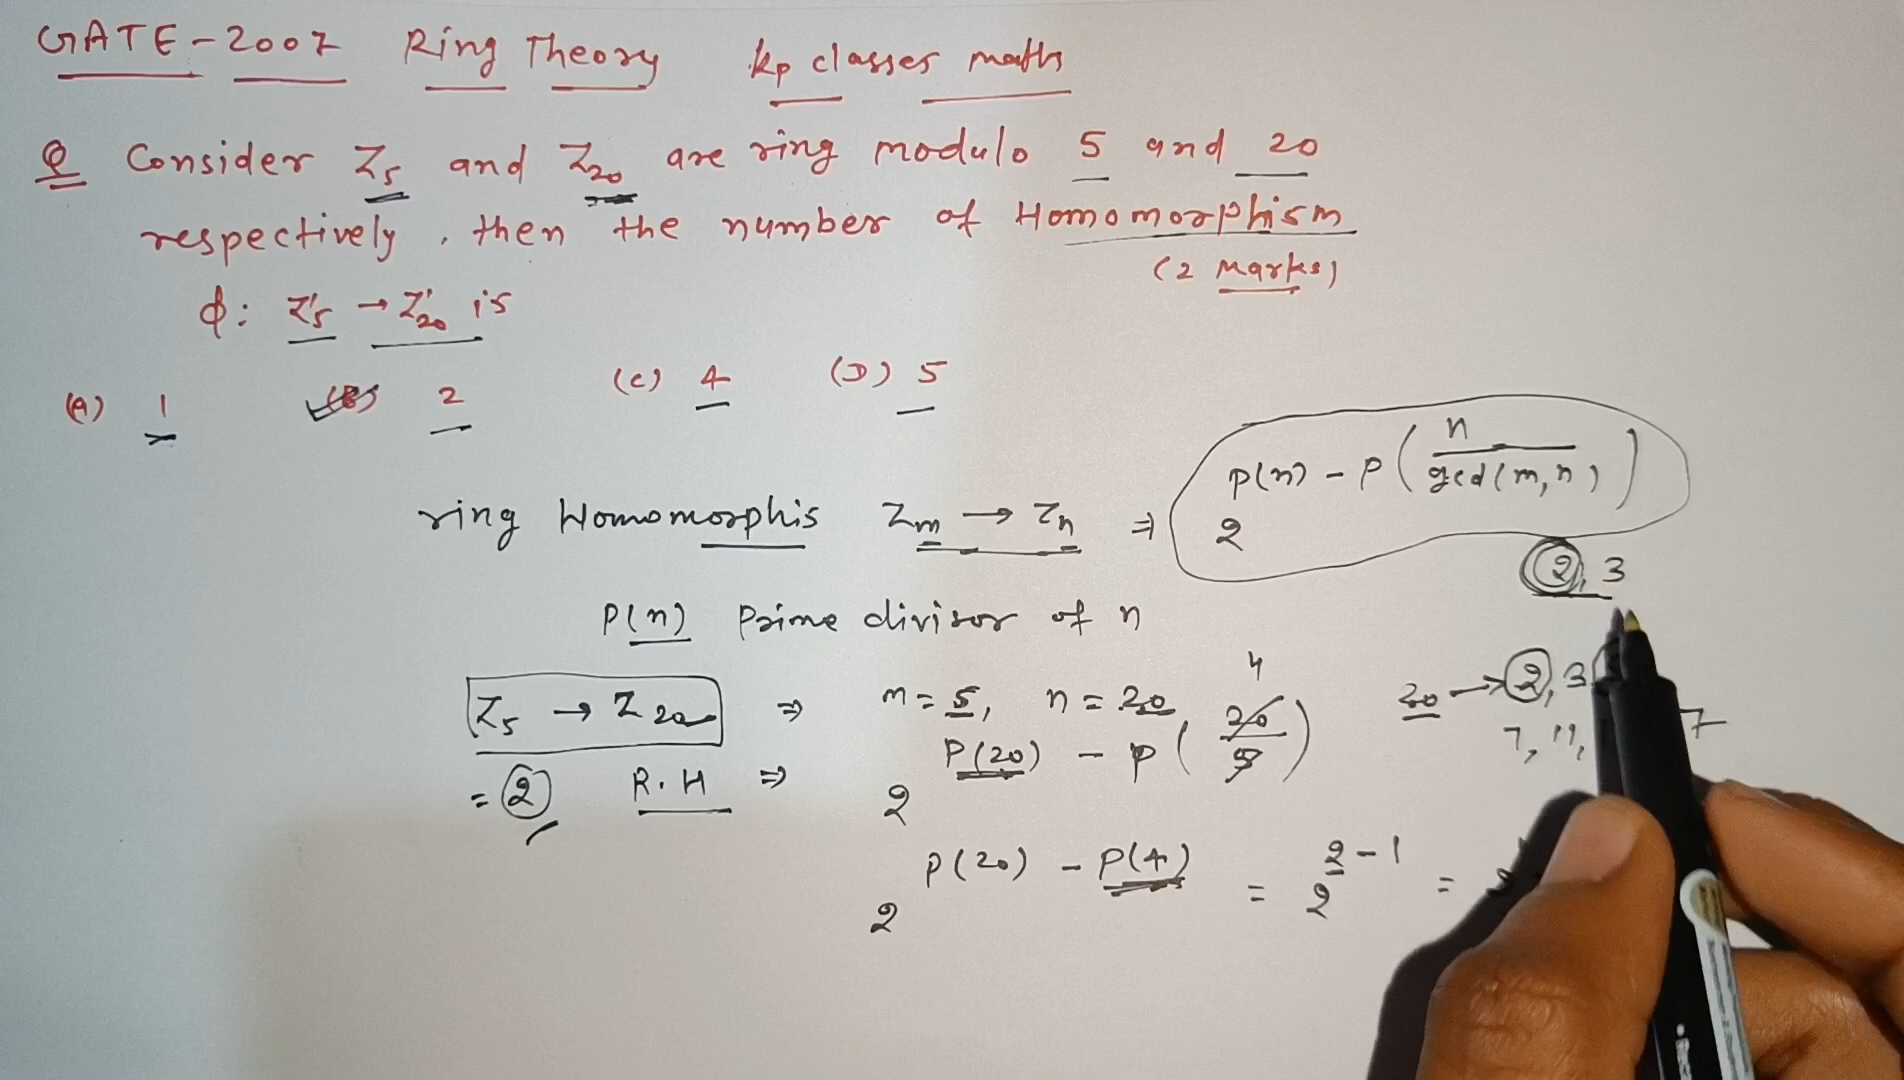 GATE-2007 Ring Theory kp classes maths
Q Consider Z5 and Z20 are ring modulo 5 and 20
respectively, then the number of Homomorphism
(2 Marks)
ϕ: Z5 → Z20 is
(A) 1 (B) 2 (C) 4 (D) 5
ring Homomorphis Zm → Zn ⇒ 2^{P(n) - P(n/gcd(m,n))}
2, 3
P(n) Prime divisor of n
Z5 → Z20 ⇒ m=5, n=20
20 → 2, 3
7, 11,
= 2 R.H ⇒ 2^{P(20) - P(20/5)} 4
2^{P(20) - P(4)} = 2^{2-1} =